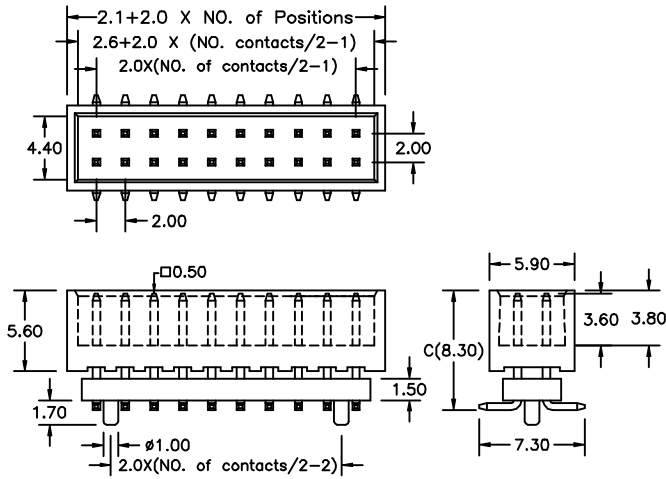 2.1+2.0 X NO. of Positions
2.6+2.0 X (NO. contacts/2-1)
2.0X(NO. of contacts/2-1)
4.40
2.00
2.00
□0.50
5.90
5.60
C(8.30)
3.60
3.80
1.50
1.70
ø1.00
2.0X(NO. of contacts/2-2)
7.30